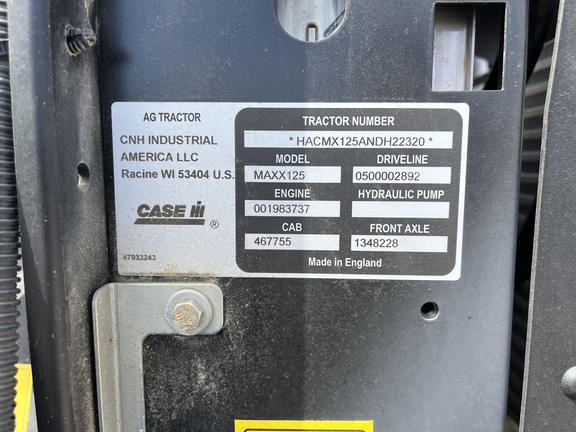 AG TRACTOR
CNH INDUSTRIAL
AMERICA LLC
Racine WI 53404 U.S.
CASE IH ®
47933243
TRACTOR NUMBER
* HACMX125ANDH22320 *
MODEL DRIVELINE
MAXX125 0500002892
ENGINE HYDRAULIC PUMP
001983737
CAB FRONT AXLE
467755 1348228
Made in England